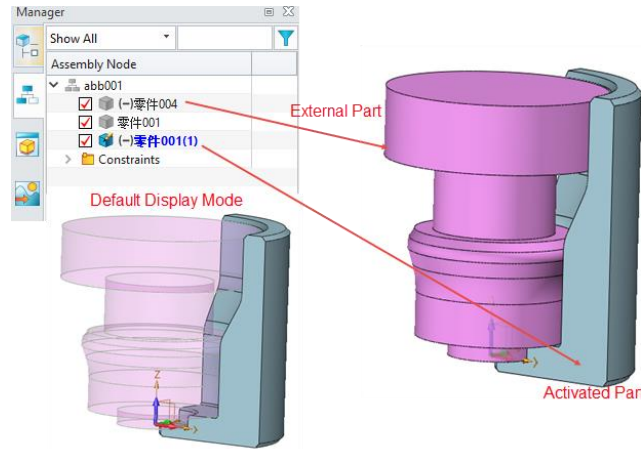 Manager
Show All
Assembly Node
abb001
(−)零件004
零件001
(−)零件001(1)
Constraints
External Part
Default Display Mode
Z
Activated Part